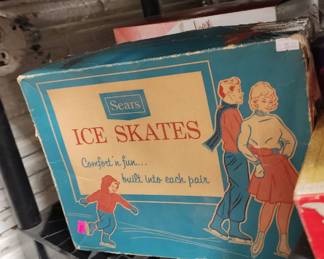 Sears
ICE SKATES
Comfort 'n fun...
built into each pair